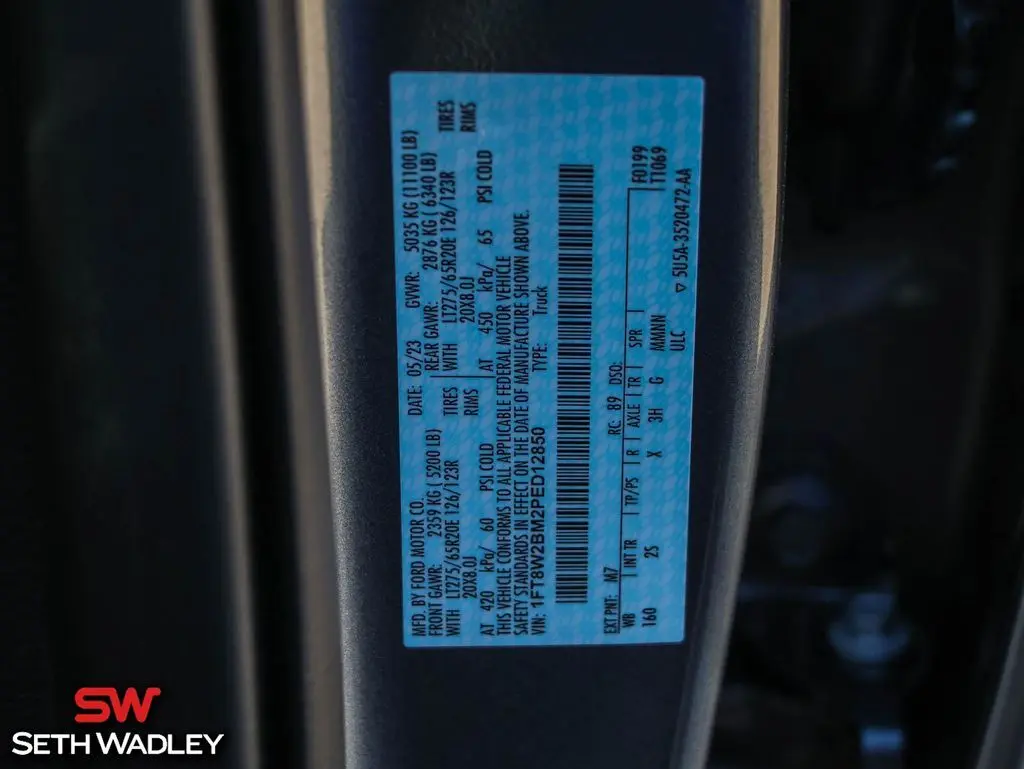 MFD. BY FORD MOTOR CO. DATE: 05/23 GVWR: 5035 KG (11100 LB)
FRONT GAWR: 2359 KG ( 5200 LB) REAR GAWR: 2876 KG ( 6340 LB)
WITH LT275/65R20E 126/123R TIRES WITH LT275/65R20E 126/123R TIRES
20X8.0J RIMS 20X8.0J RIMS
AT 420 kPa/ 60 PSI COLD AT 450 kPa/ 65 PSI COLD
THIS VEHICLE CONFORMS TO ALL APPLICABLE FEDERAL MOTOR VEHICLE
SAFETY STANDARDS IN EFFECT ON THE DATE OF MANUFACTURE SHOWN ABOVE.
VIN: 1FT8W2BM2PED12850 TYPE: Truck
EXT PNT: M7 RC: 89 DSO: F0199
WB INT TR TP/PS R AXLE TR SPR T1069
160 2S X 3H G MMNNN
ULC ▽ 5U5A-3520472-AA
SW
SETH WADLEY